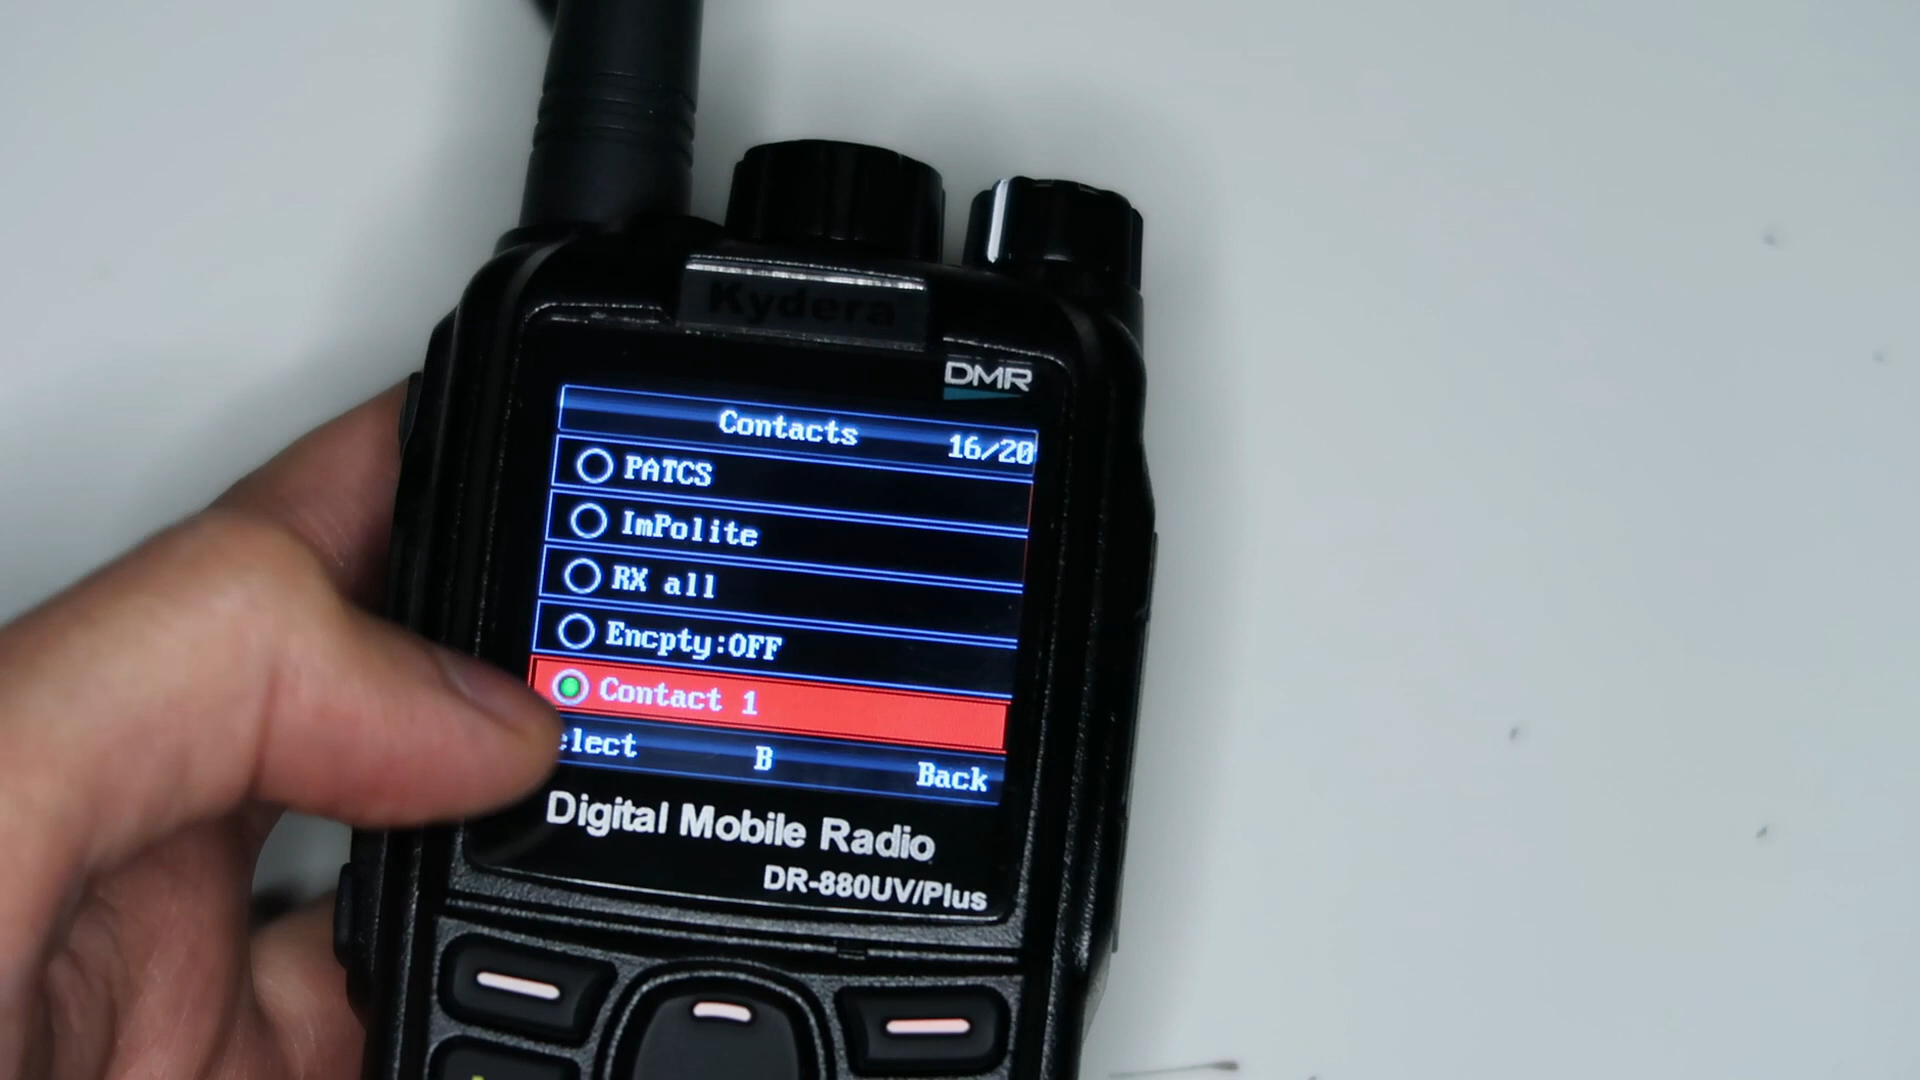 Kydera
DMR
Contacts 16/20
PATCS
ImPolite
RX all
Encpty:OFF
Contact 1
elect B Back
Digital Mobile Radio
DR-880UV/Plus